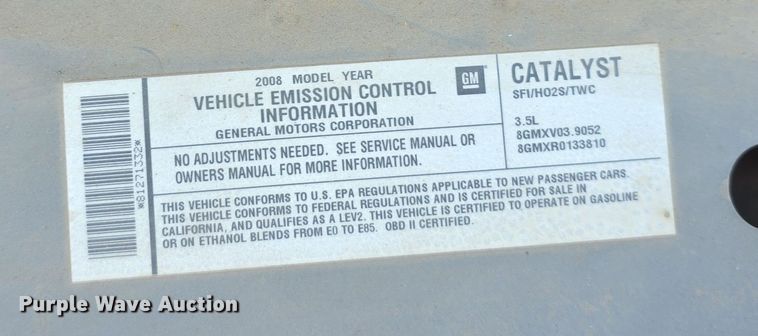 2008 MODEL YEAR
VEHICLE EMISSION CONTROL
INFORMATION
GENERAL MOTORS CORPORATION
GM
NO ADJUSTMENTS NEEDED. SEE SERVICE MANUAL OR
OWNERS MANUAL FOR MORE INFORMATION.
CATALYST
SFI/HO2S/TWC
3.5L
8GMXV03.9052
8GMXR0133810
THIS VEHICLE CONFORMS TO U.S. EPA REGULATIONS APPLICABLE TO NEW PASSENGER CARS.
THIS VEHICLE CONFORMS TO FEDERAL REGULATIONS AND IS CERTIFIED FOR SALE IN
CALIFORNIA, AND QUALIFIES AS A LEV2. THIS VEHICLE IS CERTIFIED TO OPERATE ON GASOLINE
OR ON ETHANOL BLENDS FROM E0 TO E85. OBD II CERTIFIED.
*81271332*
Purple Wave Auction